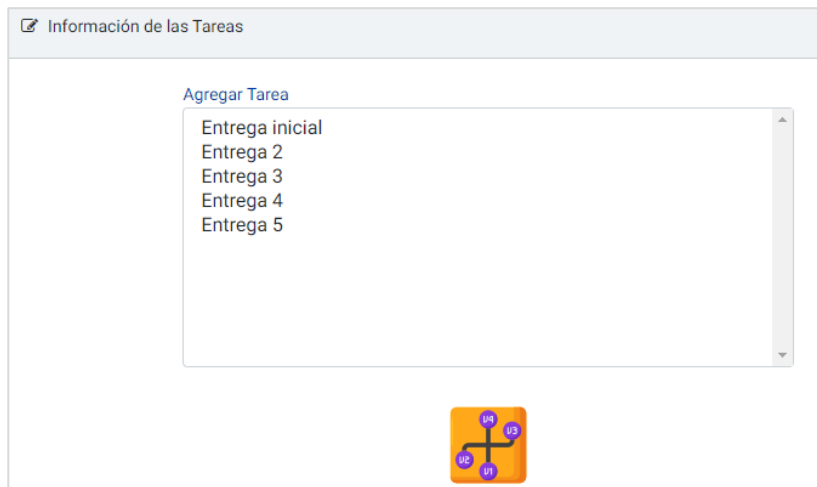 Información de las Tareas
Agregar Tarea
Entrega inicial
Entrega 2
Entrega 3
Entrega 4
Entrega 5